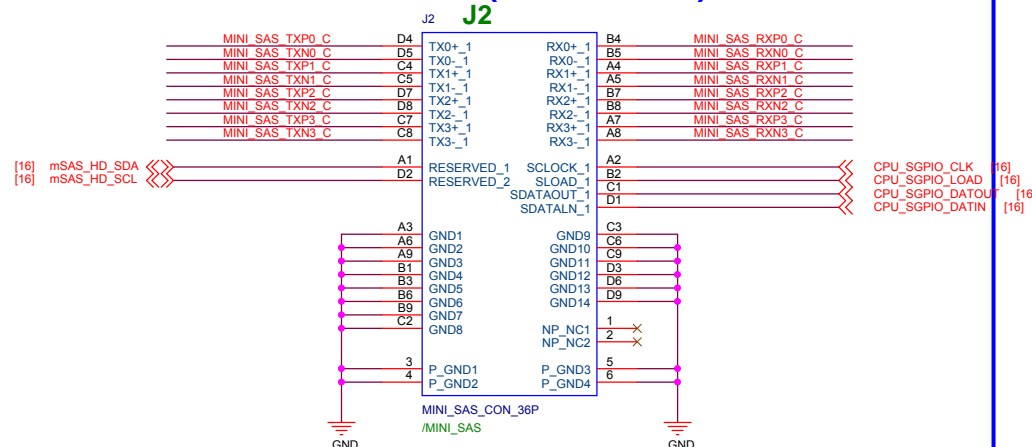 J2 J2
MINI_SAS_TXP0_C D4 TX0+_1 RX0+_1 B4 MINI_SAS_RXP0_C
MINI_SAS_TXN0_C D5 TX0-_1 RX0-_1 B5 MINI_SAS_RXN0_C
MINI_SAS_TXP1_C C4 TX1+_1 RX1+_1 A4 MINI_SAS_RXP1_C
MINI_SAS_TXN1_C C5 TX1-_1 RX1-_1 A5 MINI_SAS_RXN1_C
MINI_SAS_TXP2_C D7 TX2+_1 RX2+_1 B7 MINI_SAS_RXP2_C
MINI_SAS_TXN2_C D8 TX2-_1 RX2-_1 B8 MINI_SAS_RXN2_C
MINI_SAS_TXP3_C C7 TX3+_1 RX3+_1 A7 MINI_SAS_RXP3_C
MINI_SAS_TXN3_C C8 TX3-_1 RX3-_1 A8 MINI_SAS_RXN3_C
[16] mSAS_HD_SDA A1 RESERVED_1 SCLOCK_1 A2 CPU_SGPIO_CLK [16]
[16] mSAS_HD_SCL D2 RESERVED_2 SLOAD_1 B2 CPU_SGPIO_LOAD [16]
SDATAOUT_1 C1 CPU_SGPIO_DATOUT [16]
SDATALN_1 D1 CPU_SGPIO_DATIN [16]
A3 GND1 GND9 C3
A6 GND2 GND10 C6
A9 GND3 GND11 C9
B1 GND4 GND12 D3
B3 GND5 GND13 D6
B6 GND6 GND14 D9
B9 GND7
C2 GND8 NP_NC1 1
NP_NC2 2
3 P_GND1 P_GND3 5
4 P_GND2 P_GND4 6
MINI_SAS_CON_36P
/MINI_SAS
GND GND